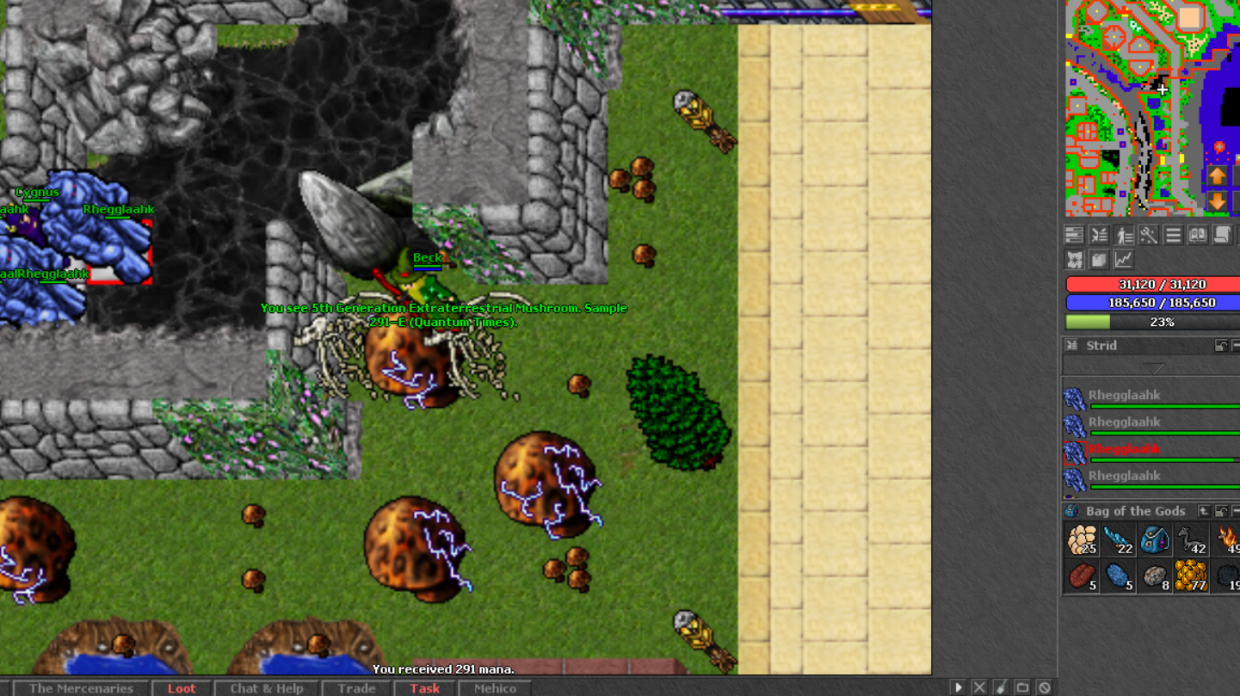 Cygnus
aahk
Rhegglaahk
aalRhegglaahk
Beck
You see 5th Generation Extraterrestrial Mushroom. Sample
291-E (Quantum Times).
You received 291 mana.
The Mercenaries
Loot
Chat & Help
Trade
Task
Mehico
31,120 / 31,120
185,650 / 185,650
23%
Strid
Rhegglaahk
Rhegglaahk
Rhegglaahk
Rhegglaahk
Bag of the Gods
25 22 42 49
5 5 8 77 19